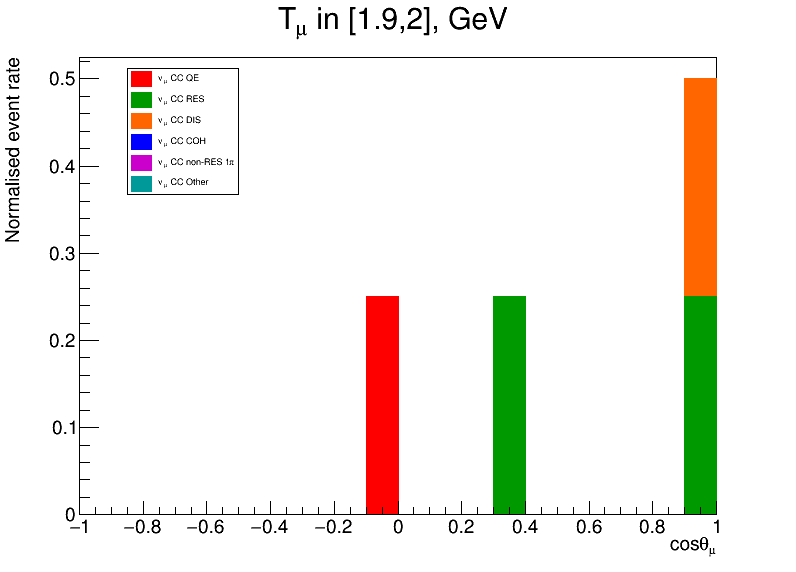 Tμ in [1.9,2], GeV
Normalised event rate
0.5
0.4
0.3
0.2
0.1
0
νμ CC QE
νμ CC RES
νμ CC DIS
νμ CC COH
νμ CC non-RES 1π
νμ CC Other
−1 −0.8 −0.6 −0.4 −0.2 0 0.2 0.4 0.6 0.8 1
cosθμ